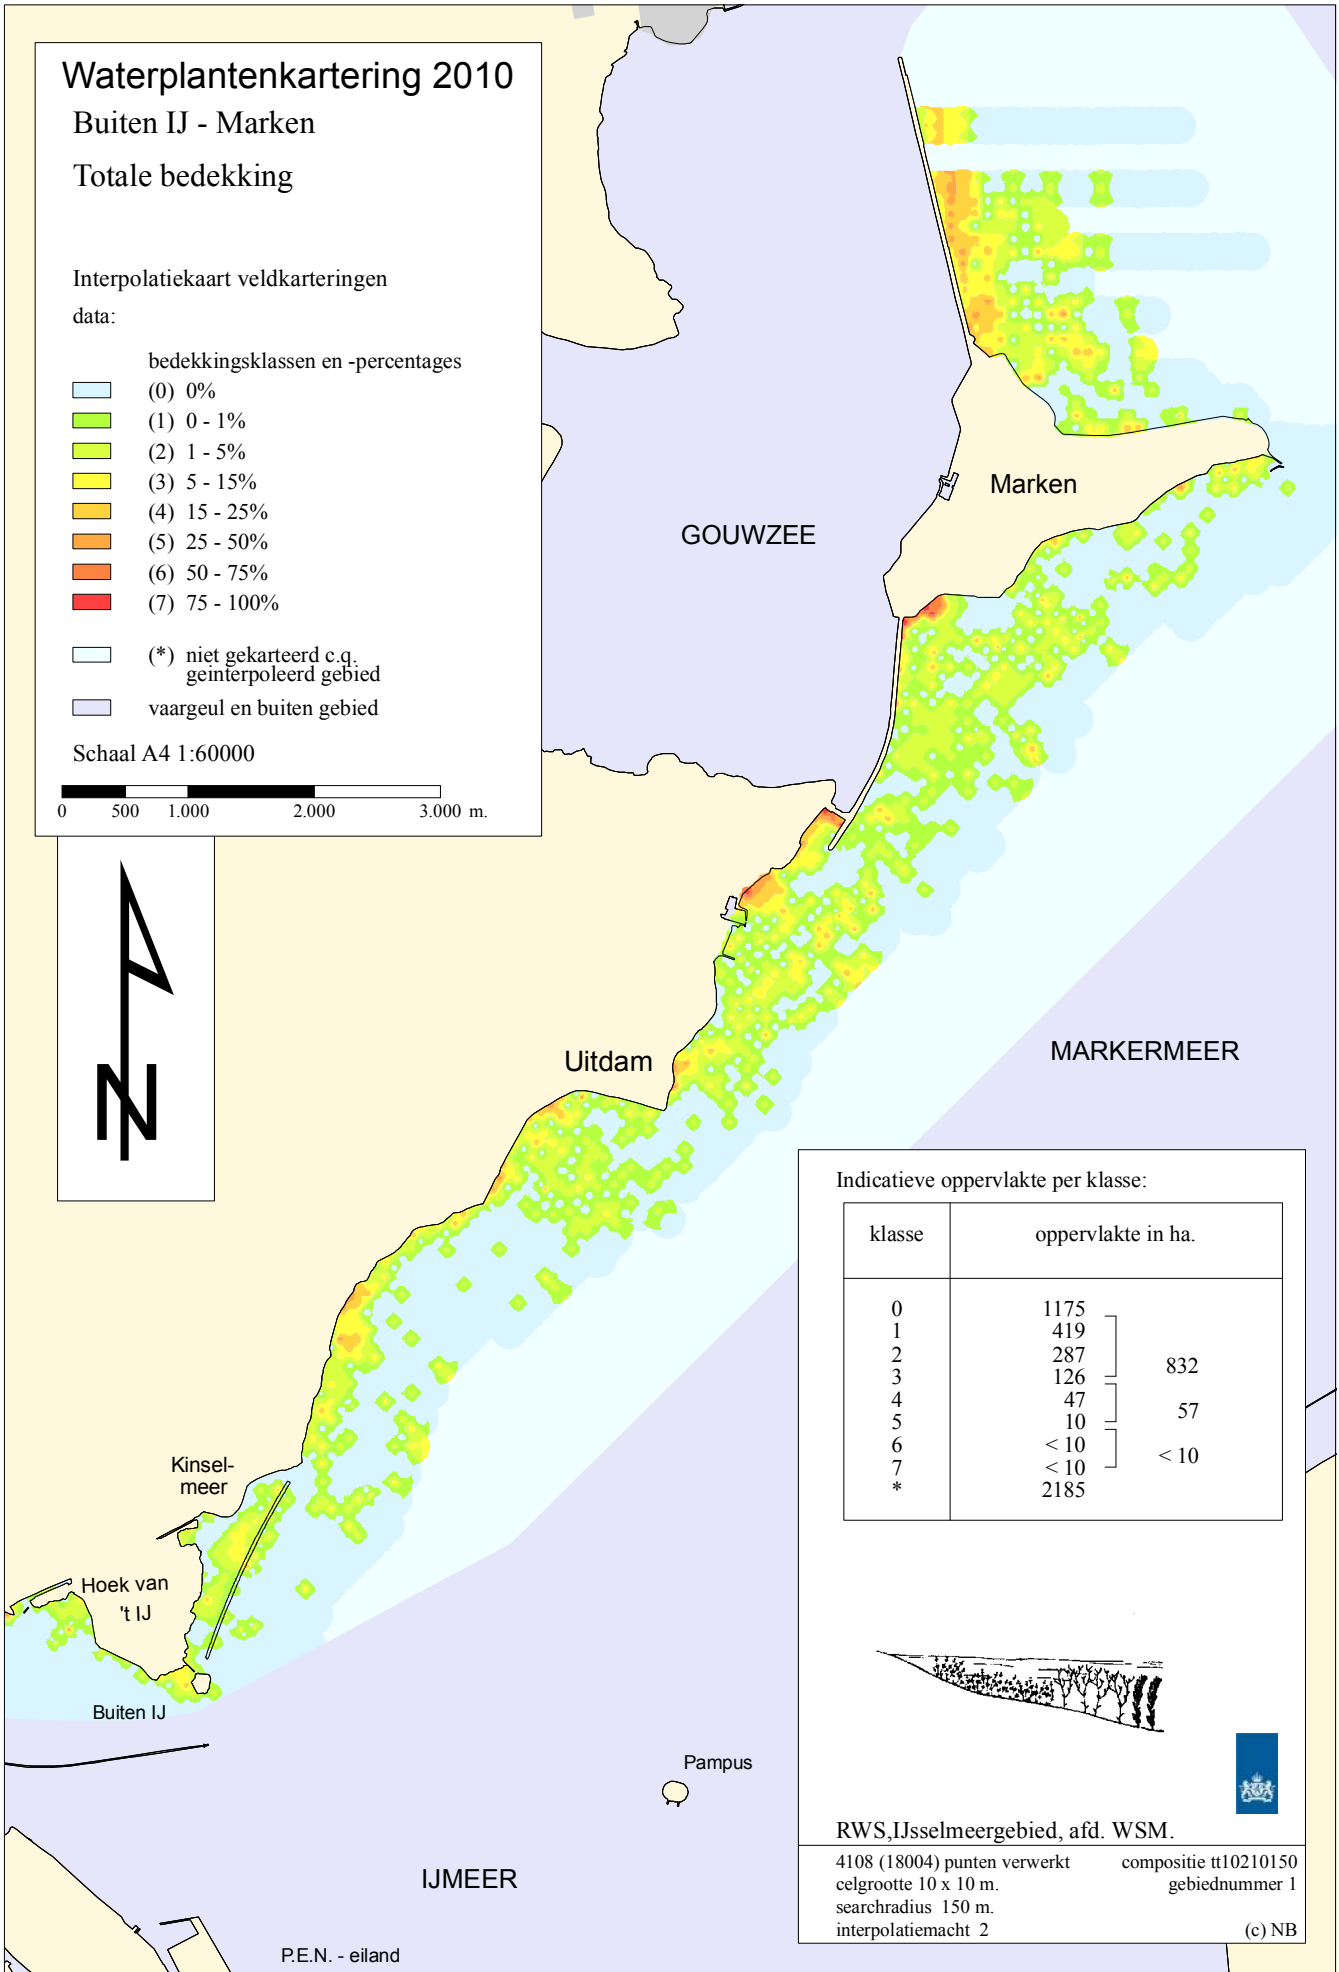 Waterplantenkartering 2010
Buiten IJ - Marken
Totale bedekking
Interpolatiekaart veldkarteringen
data:
bedekkingsklassen en -percentages
(0) 0%
(1) 0 - 1%
(2) 1 - 5%
(3) 5 - 15%
(4) 15 - 25%
(5) 25 - 50%
(6) 50 - 75%
(7) 75 - 100%
(*) niet gekarteerd c.q.
geinterpoleerd gebied
vaargeul en buiten gebied
Schaal A4 1:60000
0 500 1.000 2.000 3.000 m.
N
Marken
GOUWZEE
Uitdam
MARKERMEER
Kinsel-
meer
Hoek van
't IJ
Buiten IJ
Pampus
IJMEER
P.E.N. - eiland
Indicatieve oppervlakte per klasse:
klasse oppervlakte in ha.
0 1175
1 419
2 287
3 126
832
4 47
5 10
57
6 < 10
7 < 10
< 10
* 2185
RWS,IJsselmeergebied, afd. WSM.
4108 (18004) punten verwerkt compositie tt10210150
celgrootte 10 x 10 m. gebiednummer 1
searchradius 150 m.
interpolatiemacht 2 (c) NB